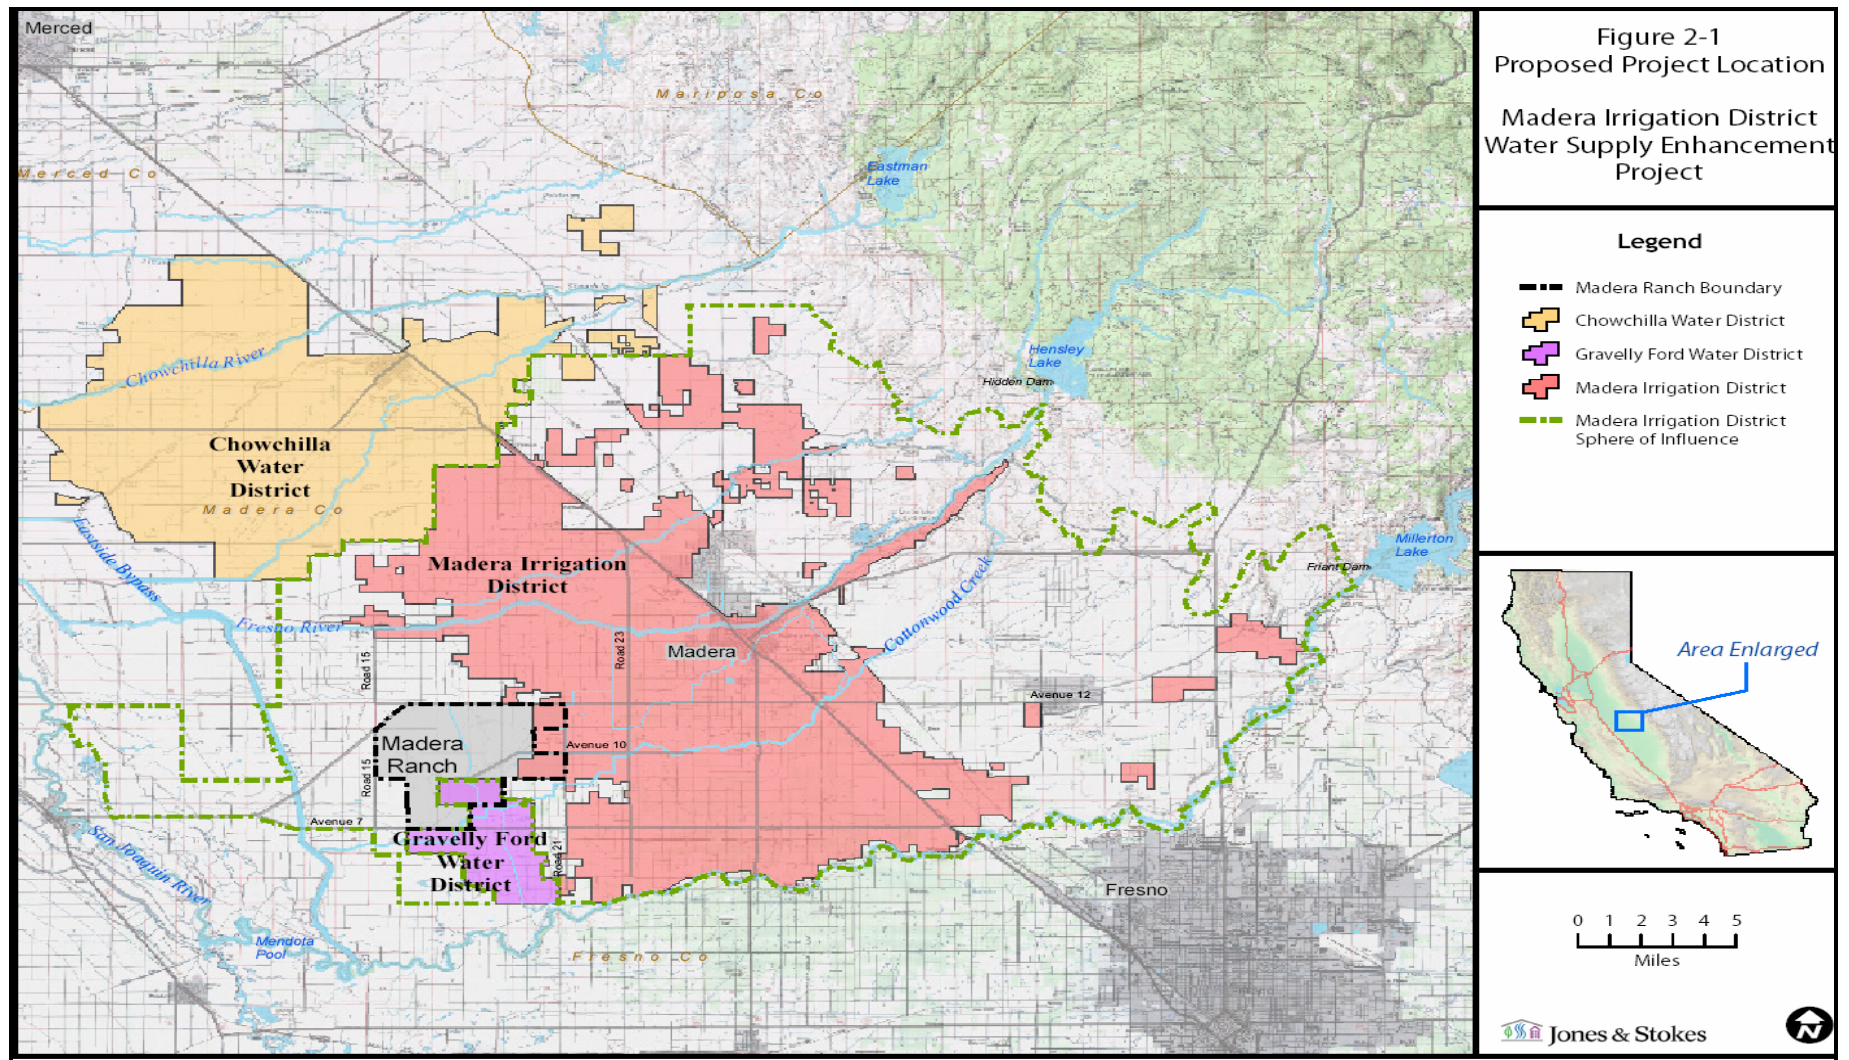 Merced
Mariposa Co
Merced Co
Eastman
Lake
Chowchilla River
Hensley
Lake
Hidden Dam
Chowchilla
Water
District
Madera Co
Eastside Bypass
Madera Irrigation
District
Millerton
Lake
Friant Dam
Cottonwood Creek
Fresno River
Road 15
Road 23
Madera
Avenue 12
Madera
Ranch
Avenue 10
Road 15
Avenue 7
Gravelly Ford
Water
District
Road 21
San Joaquin River
Fresno
Mendota
Pool
Fresno Co
Figure 2-1
Proposed Project Location
Madera Irrigation District
Water Supply Enhancement
Project
Legend
Madera Ranch Boundary
Chowchilla Water District
Gravelly Ford Water District
Madera Irrigation District
Madera Irrigation District
Sphere of Influence
Area Enlarged
0 1 2 3 4 5
Miles
Jones & Stokes
N